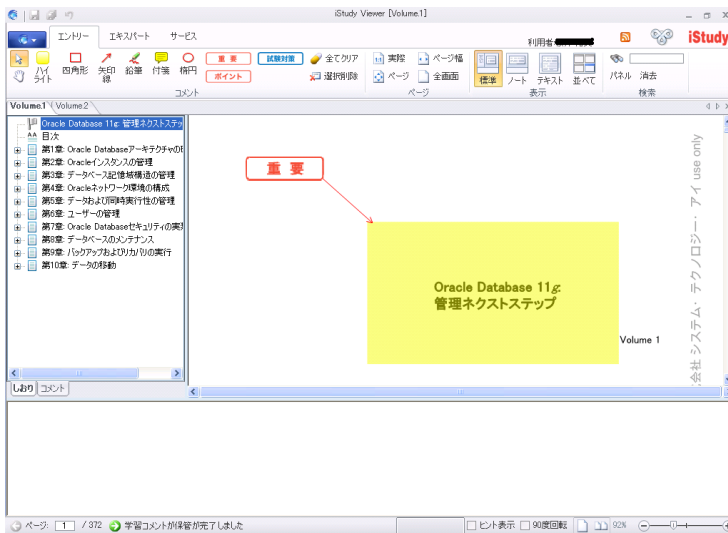 iStudy Viewer [Volume.1]
エントリー エキスパート サービス
利用者:
iStudy
ハイライト 四角形 矢印線 鉛筆 付箋 楕円
重 要 試験対策 全てクリア
ポイント 選択削除
コメント
実際 ページ幅
ページ 全画面
ページ
標準 ノート テキスト 並べて
表示
パネル 消去
検索
Volume.1 Volume.2
Oracle Database 11g: 管理ネクストステッ
目次
第1章: Oracle Databaseアーキテクチャの
第2章: Oracleインスタンスの管理
第3章: データベース記憶域構造の管理
第4章: Oracleネットワーク環境の構成
第5章: データおよび同時実行性の管理
第6章: ユーザーの管理
第7章: Oracle Databaseセキュリティの実
第8章: データベースのメンテナンス
第9章: バックアップおよびリカバリの実行
第10章: データの移動
しおり コメント
重 要
Oracle Database 11g:
管理ネクストステップ
Volume 1
会社 システム・テクノロジー・アイ use only
ページ: 1 / 372 学習コメントが保管が完了しました
ヒント表示 90度回転 92%